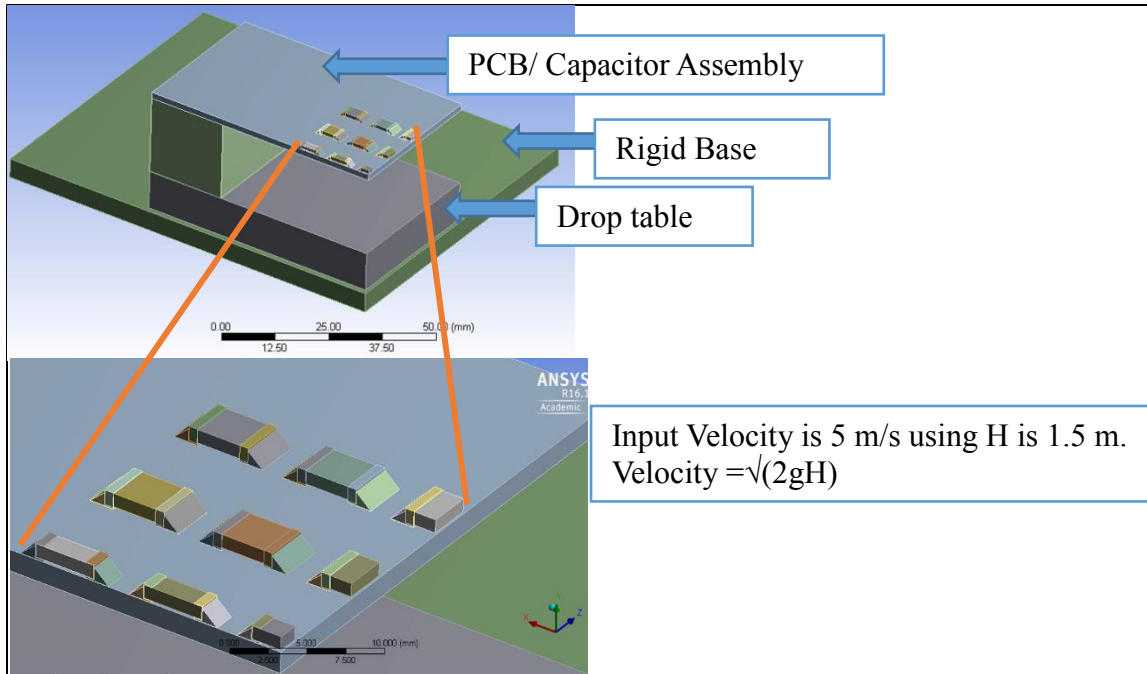 PCB/ Capacitor Assembly
Rigid Base
Drop table
0.00 25.00 50.00 (mm)
12.50 37.50
ANSYS
R16.1
Academic
Input Velocity is 5 m/s using H is 1.5 m.
Velocity =√(2gH)
Y
X
Z
0.000 5.000 10.000 (mm)
2.500 7.500